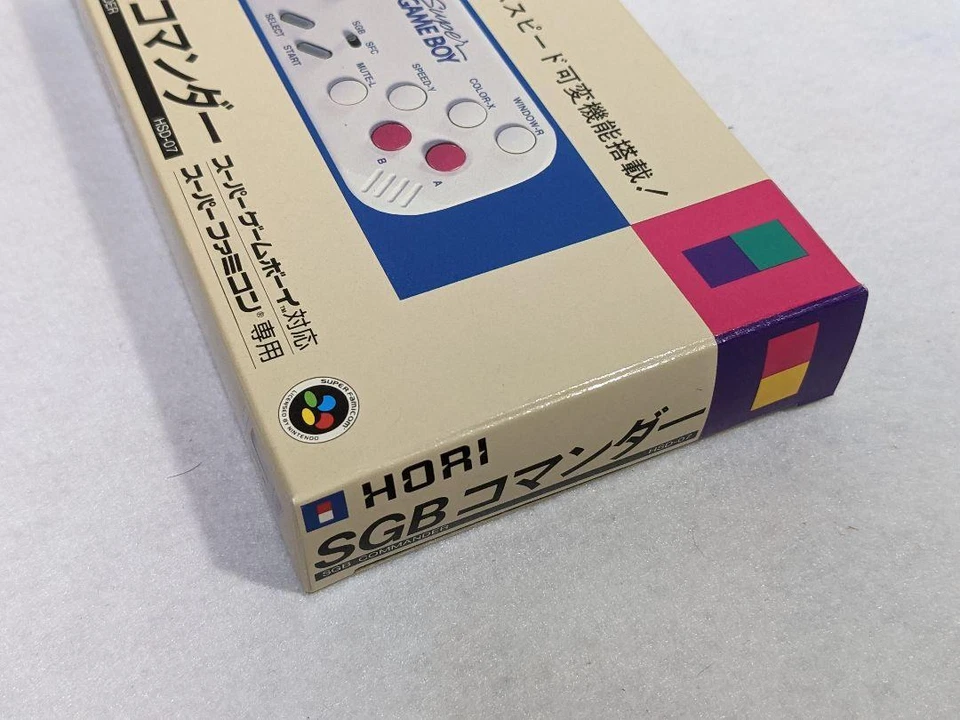 コマンダー
HSD-07
スーパーゲームボーイ™対応
スーパーファミコン®専用
スピード可変機能搭載!
Super
GAME BOY
SELECT
START
SGB SFC
MUTE-L
SPEED-Y
COLOR-X
WINDOW-R
B
A
SUPER FAMICOM
LICENSED BY NINTENDO
HORI
SGBコマンダー
SGB COMMANDER
HSD-07